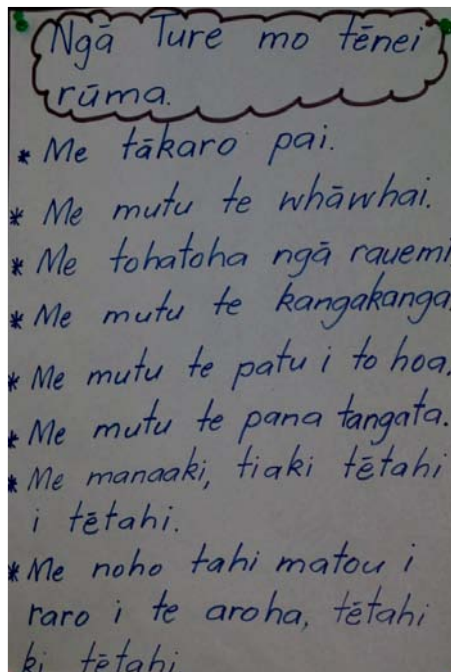 Ngā Ture mo tēnei
rūma.
* Me tākaro pai.
* Me mutu te whāwhai.
* Me tohatoha ngā rauemi
* Me mutu te kangakanga.
* Me mutu te patu i to hoa.
* Me mutu te pana tangata.
* Me manaaki, tiaki tētahi
i tētahi.
* Me noho tahi matou i
raro i te aroha, tētahi
ki tētahi